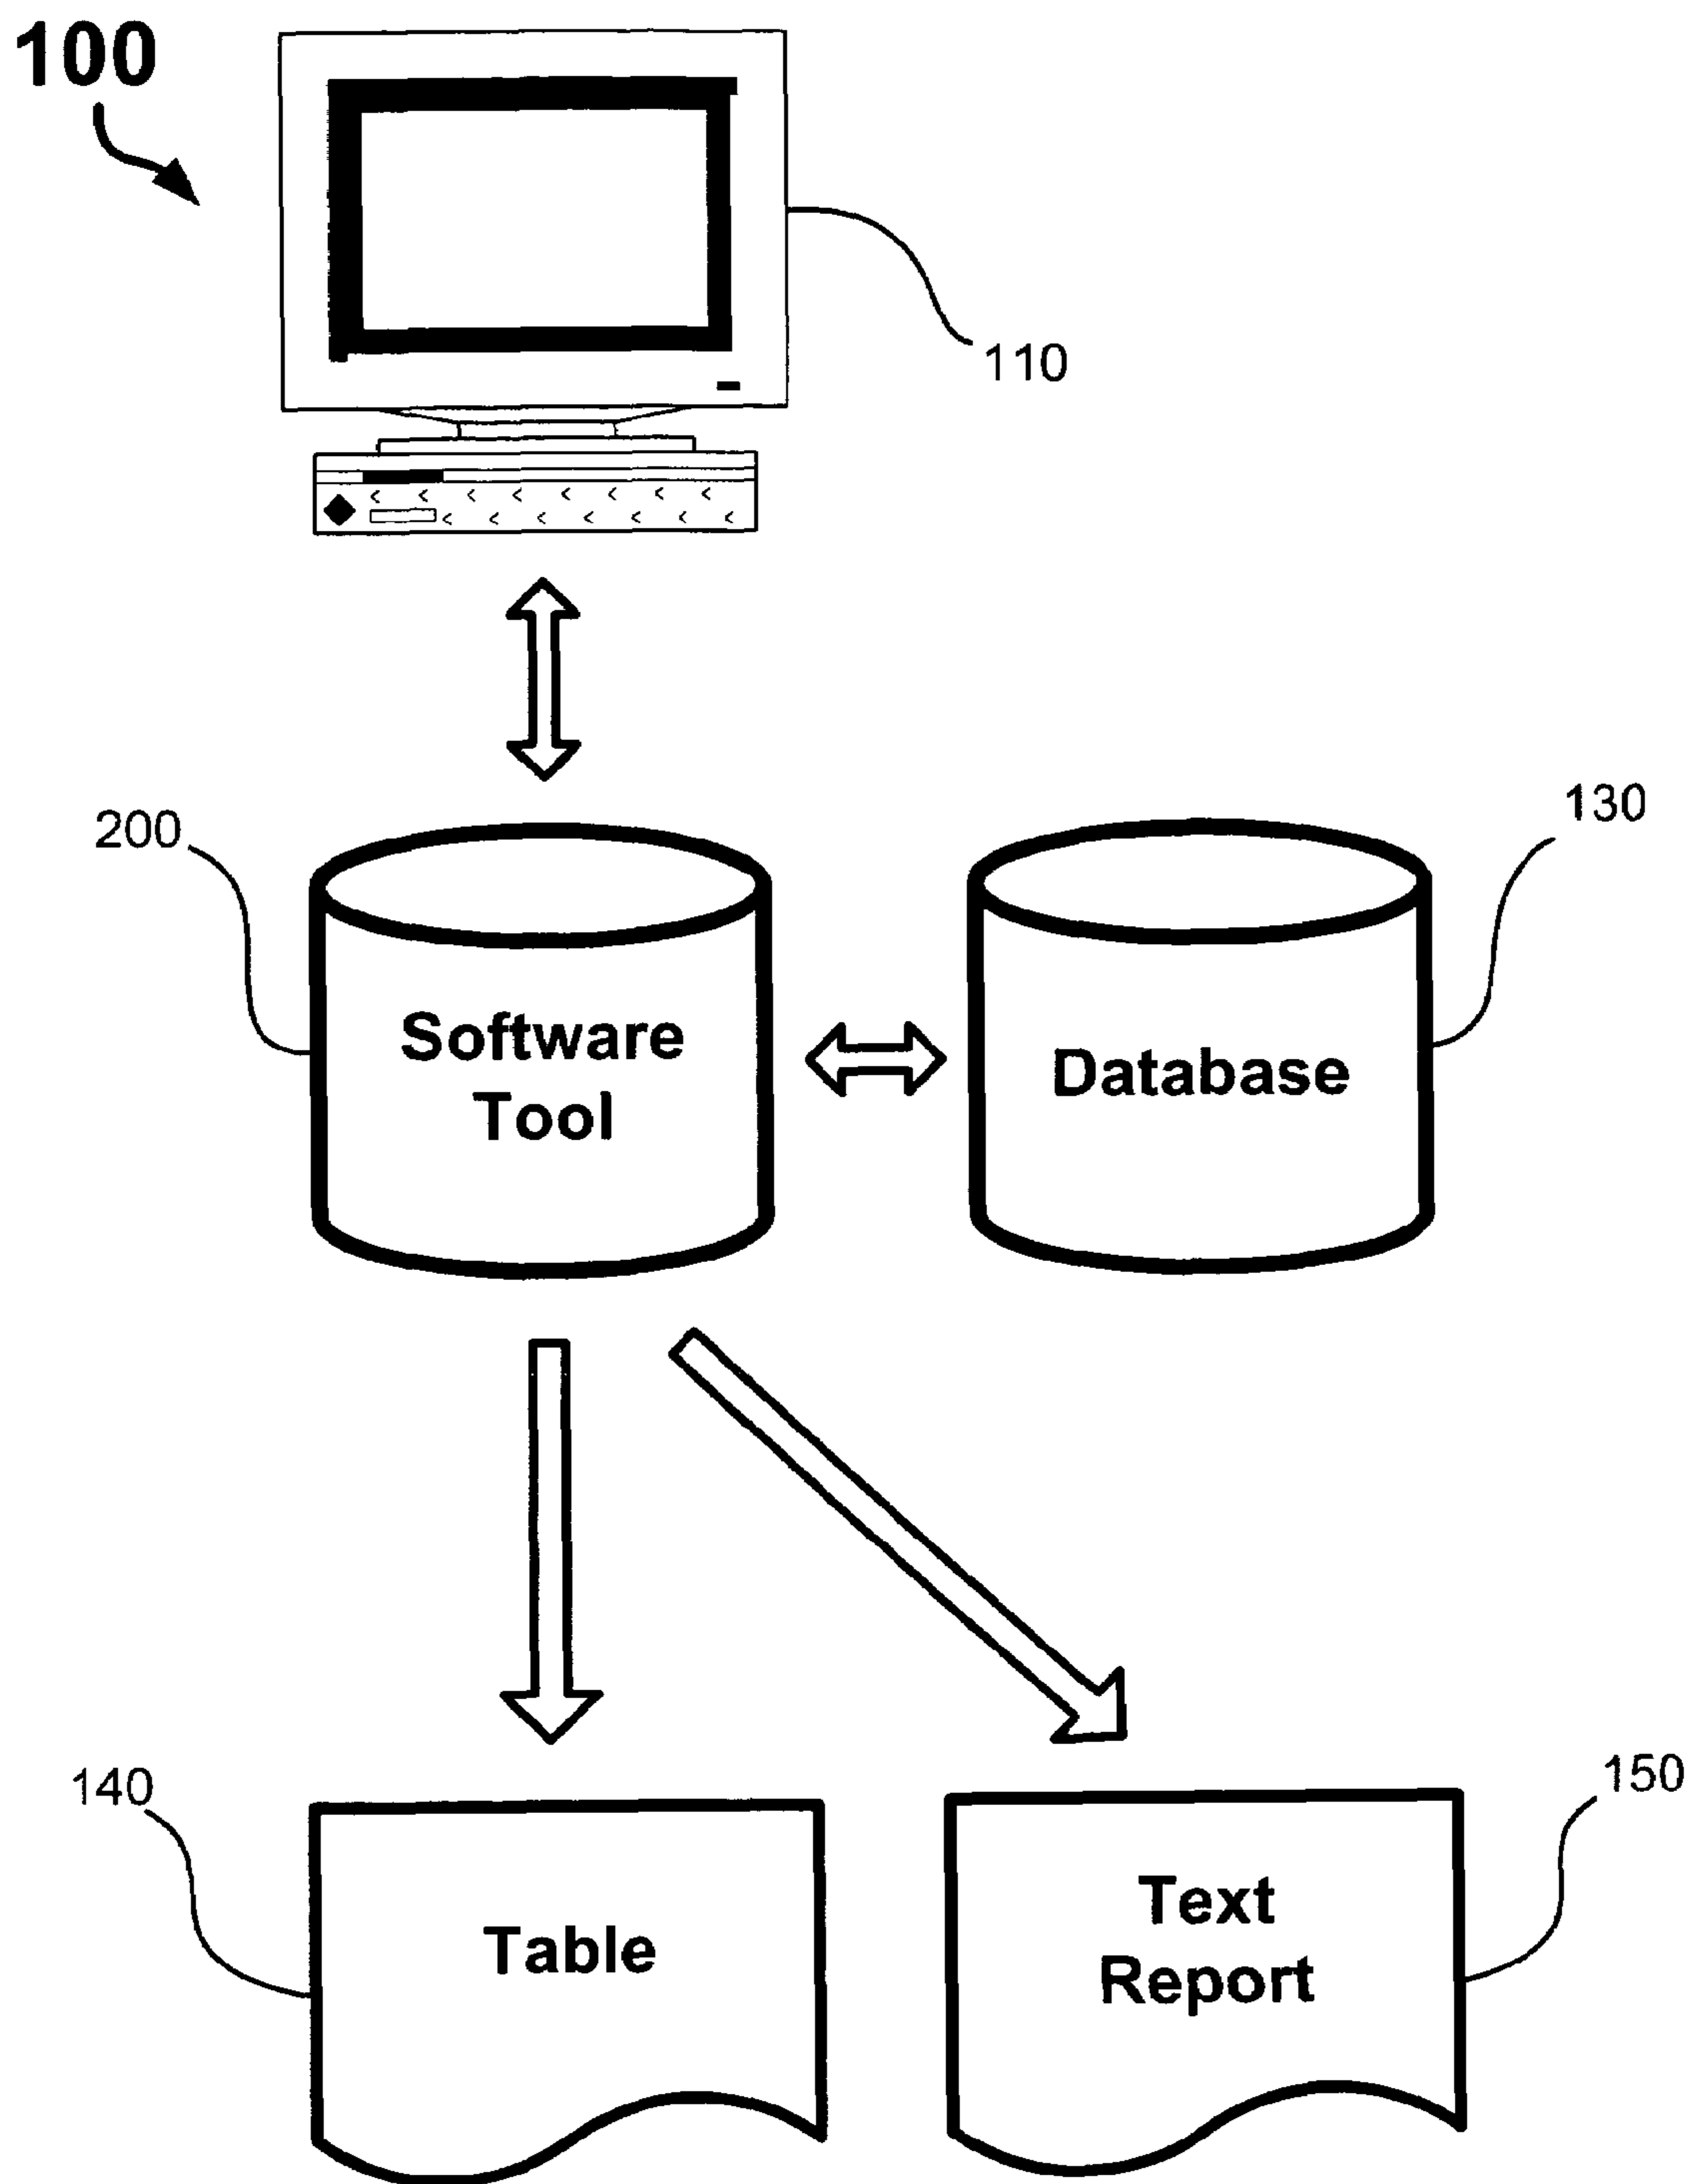 100
110
200
130
Software
Tool
Database
140
150
Table
Text
Report